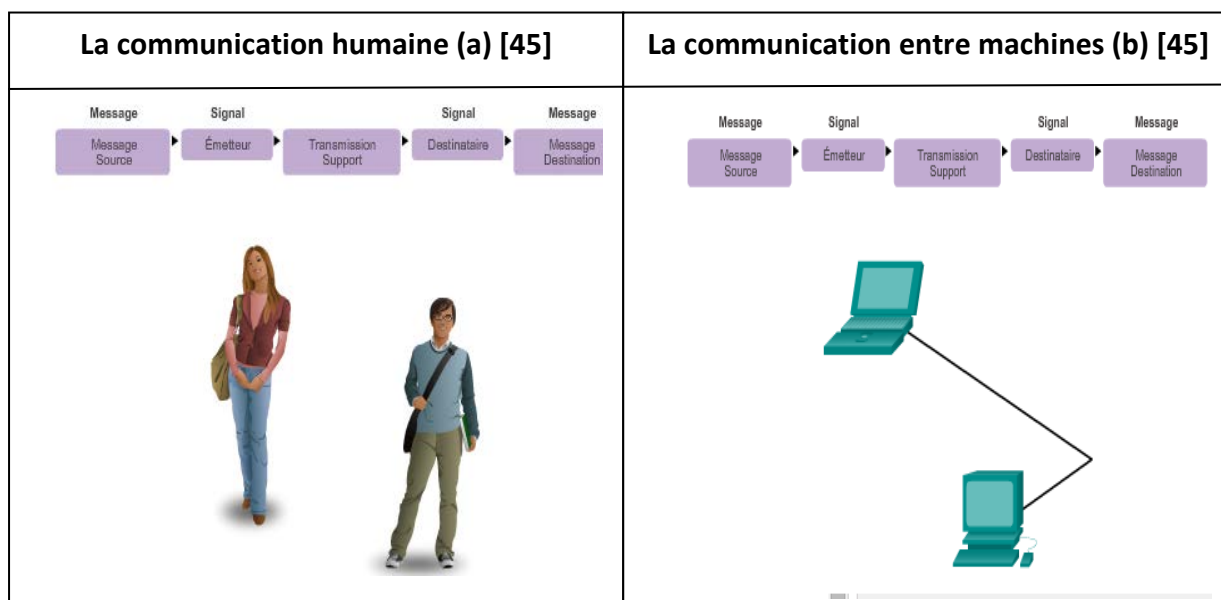 La communication humaine (a) [45]
La communication entre machines (b) [45]
Message Signal Signal Message
Message
Source
Émetteur
Transmission
Support
Destinataire
Message
Destination
Message Signal Signal Message
Message
Source
Émetteur
Transmission
Support
Destinataire
Message
Destination